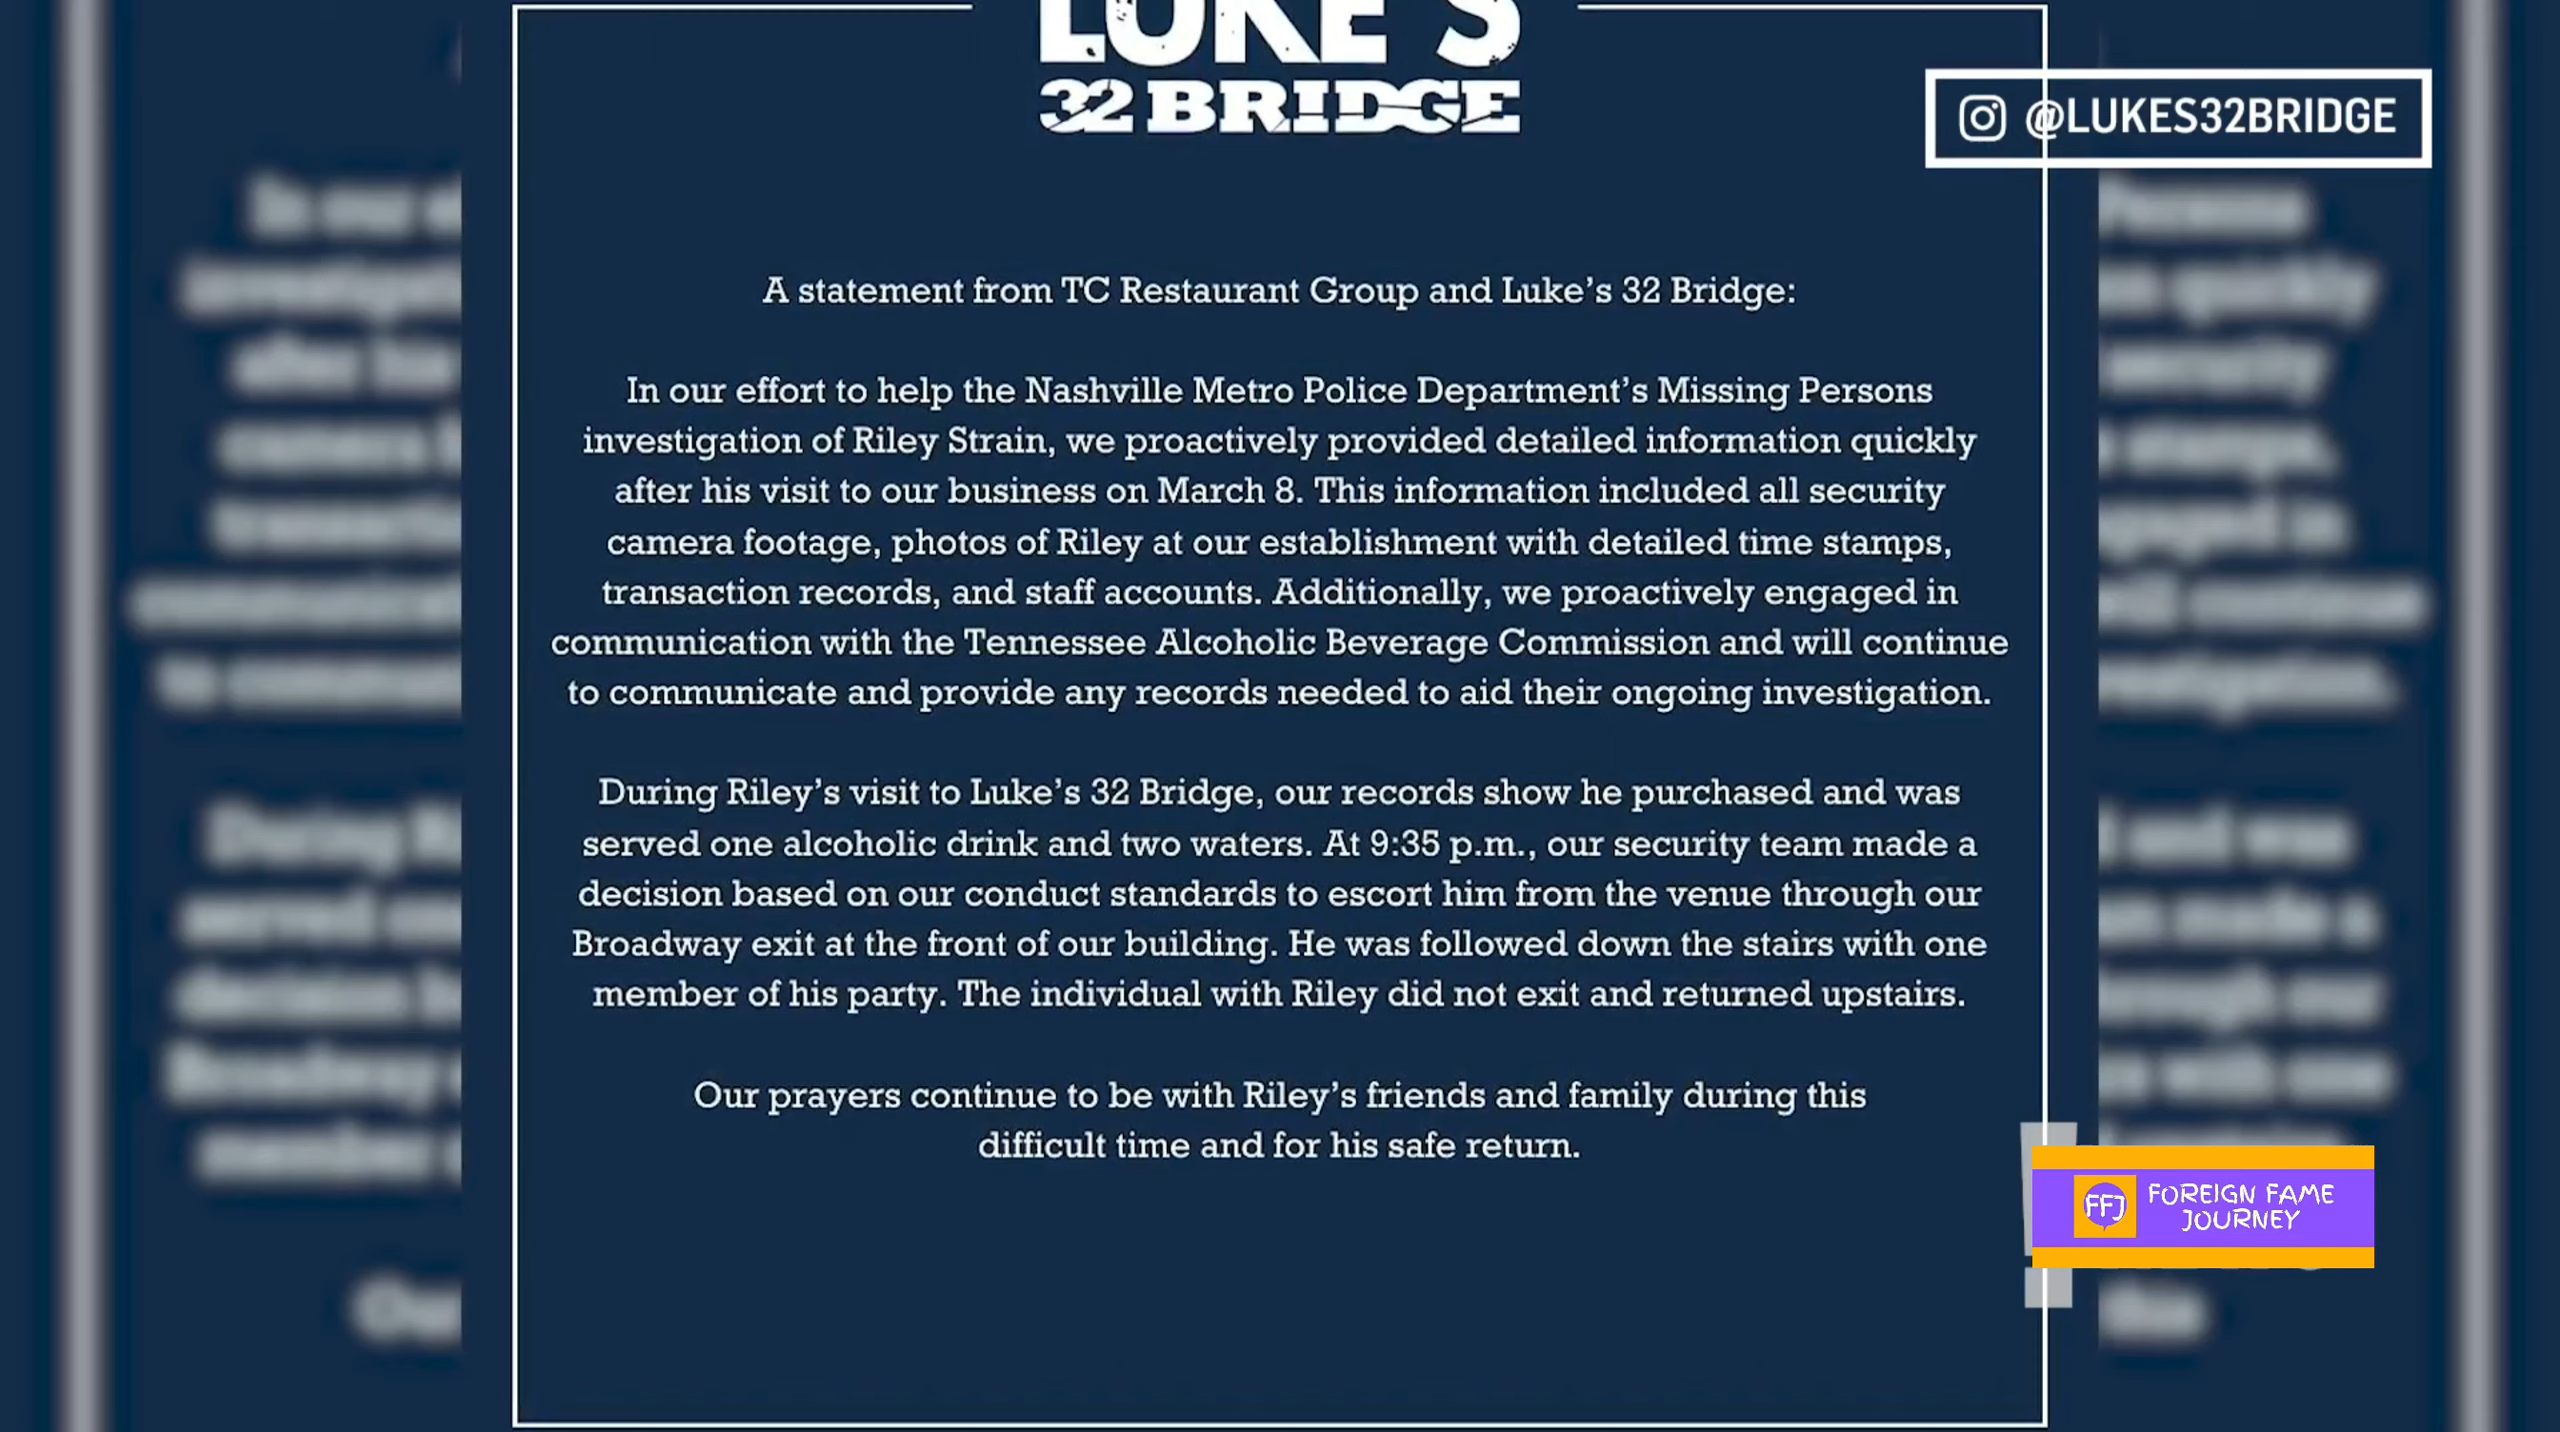 LUKE'S
32 BRIDGE
@LUKES32BRIDGE
A statement from TC Restaurant Group and Luke's 32 Bridge:
In our effort to help the Nashville Metro Police Department's Missing Persons
investigation of Riley Strain, we proactively provided detailed information quickly
after his visit to our business on March 8. This information included all security
camera footage, photos of Riley at our establishment with detailed time stamps,
transaction records, and staff accounts. Additionally, we proactively engaged in
communication with the Tennessee Alcoholic Beverage Commission and will continue
to communicate and provide any records needed to aid their ongoing investigation.
During Riley's visit to Luke's 32 Bridge, our records show he purchased and was
served one alcoholic drink and two waters. At 9:35 p.m., our security team made a
decision based on our conduct standards to escort him from the venue through our
Broadway exit at the front of our building. He was followed down the stairs with one
member of his party. The individual with Riley did not exit and returned upstairs.
Our prayers continue to be with Riley's friends and family during this
difficult time and for his safe return.
FFJ
FOREIGN FAME
JOURNEY